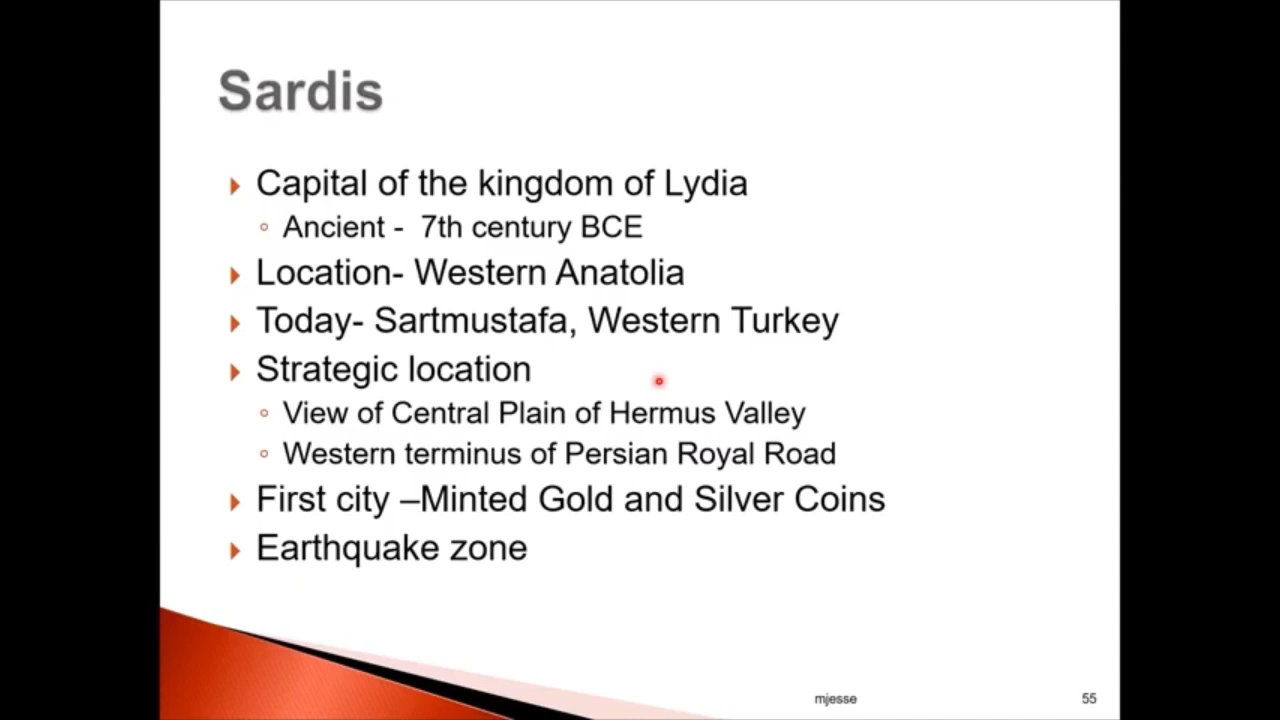 Sardis
Capital of the kingdom of Lydia
Ancient -  7th century BCE
Location- Western Anatolia
Today- Sartmustafa, Western Turkey
Strategic location
View of Central Plain of Hermus Valley
Western terminus of Persian Royal Road
First city –Minted Gold and Silver Coins
Earthquake zone
mjesse
55